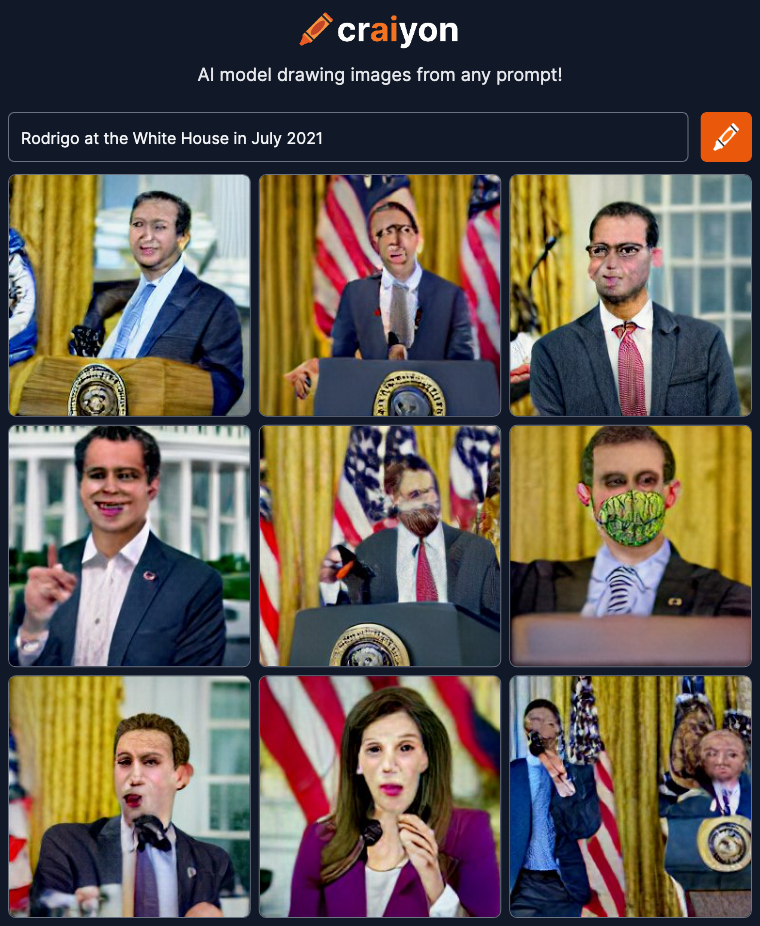 craiyon
AI model drawing images from any prompt!
Rodrigo at the White House in July 2021